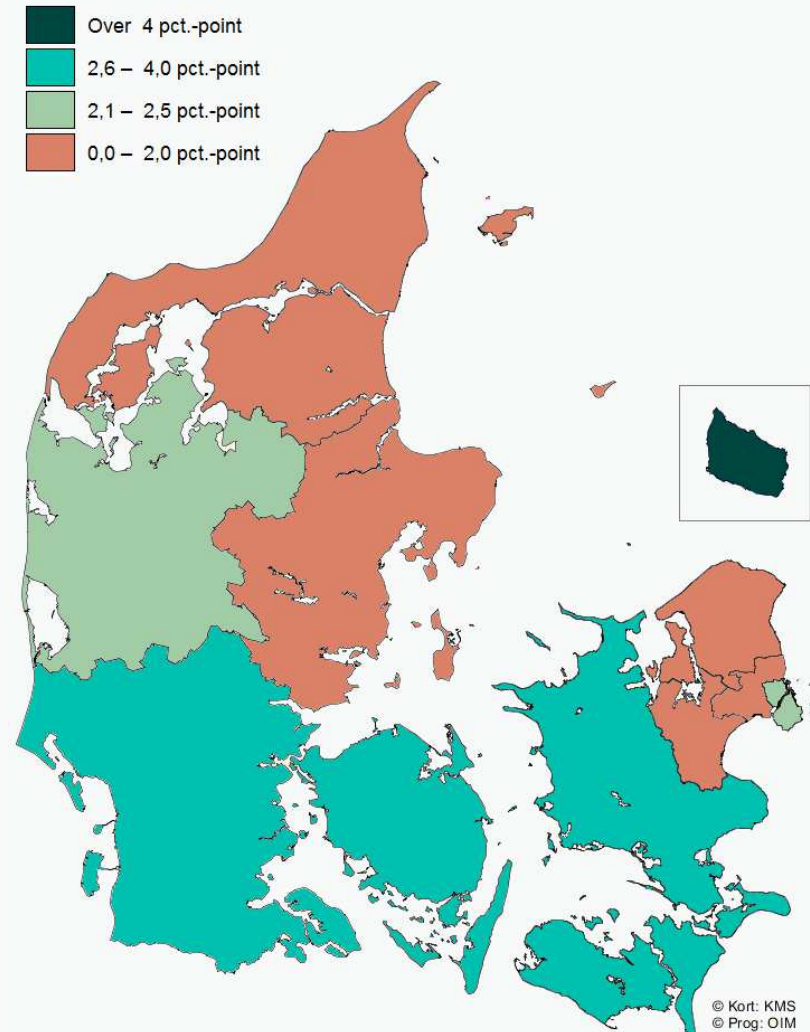 Over 4 pct.-point
2,6 – 4,0 pct.-point
2,1 – 2,5 pct.-point
0,0 – 2,0 pct.-point
© Kort: KMS
© Prog: OIM